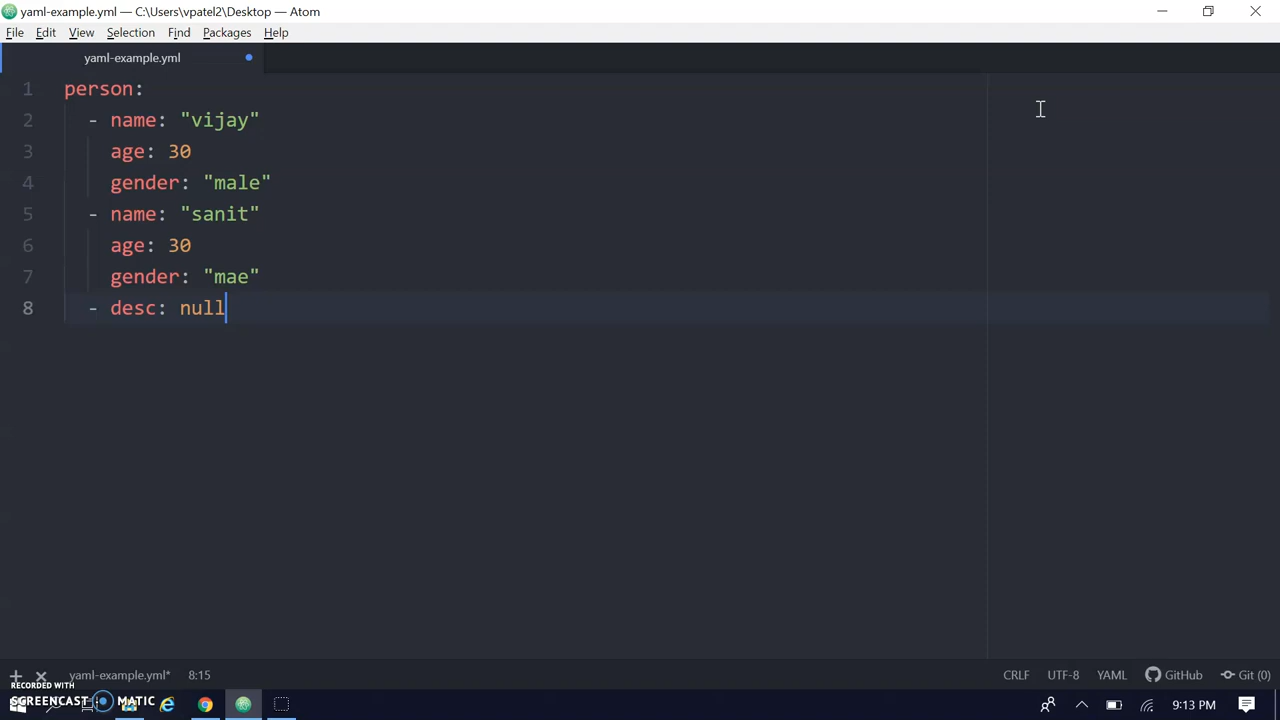 yaml-example.yml — C:\Users\vpatel2\Desktop — Atom
File Edit View Selection Find Packages Help
yaml-example.yml
1 person:
2 - name: "vijay"
3 age: 30
4 gender: "male"
5 - name: "sanit"
6 age: 30
7 gender: "mae"
8 - desc: null
yaml-example.yml* 8:15 CRLF UTF-8 YAML GitHub Git (0)
RECORDED WITH
SCREENCAST MATIC
9:13 PM